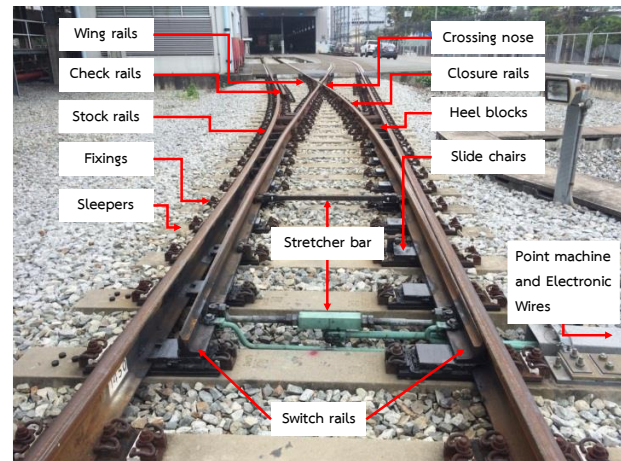 Wing rails
Crossing nose
Check rails
Closure rails
Stock rails
Heel blocks
Fixings
Slide chairs
Sleepers
Stretcher bar
Point machine
and Electronic
Wires
Switch rails